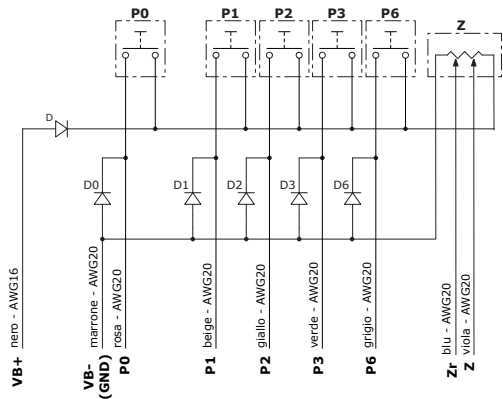 P0
P1
P2
P3
P6
Z
D
D0
D1
D2
D3
D6
nero - AWG16
marrone - AWG20
rosa - AWG20
beige - AWG20
giallo - AWG20
verde - AWG20
grigio - AWG20
blu - AWG20
viola - AWG20
VB+
VB-
(GND)
P0
P1
P2
P3
P6
Zr
Z